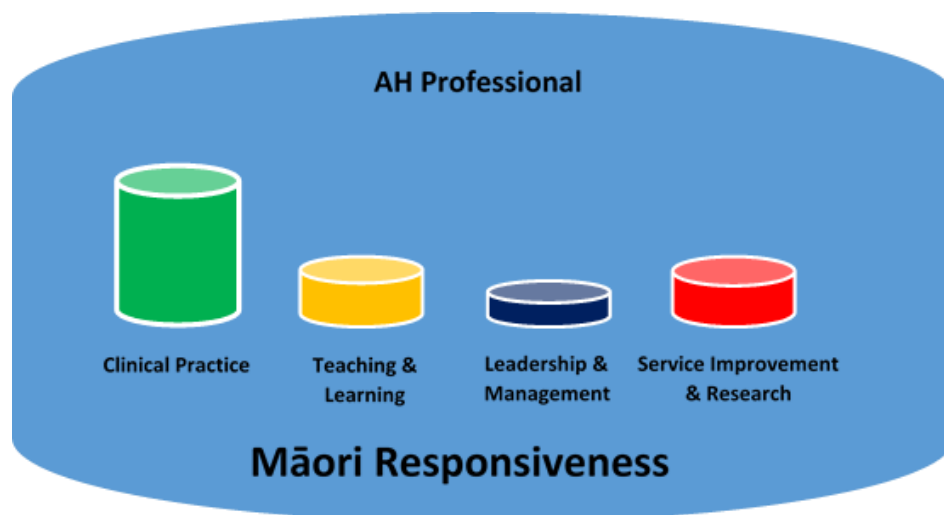 AH Professional
Clinical Practice
Teaching &
Learning
Leadership &
Management
Service Improvement
& Research
Māori Responsiveness